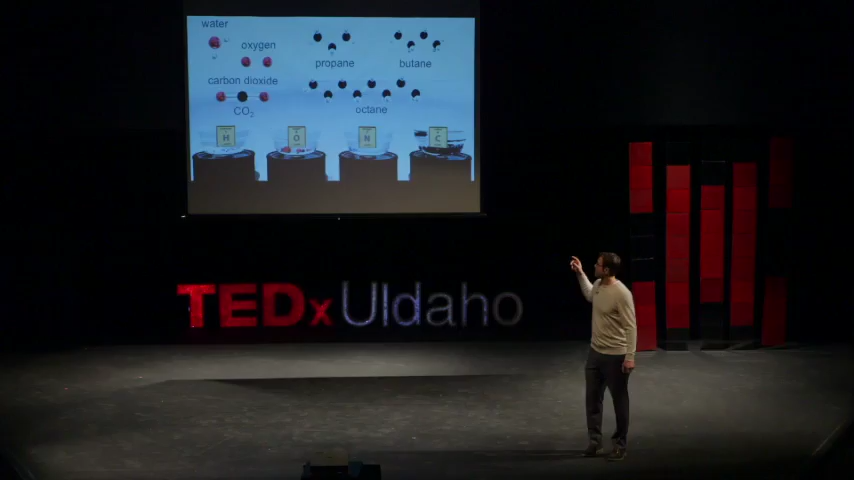 water
oxygen
propane
butane
carbon dioxide
CO₂
octane
H
O
N
C
TEDxUIdaho